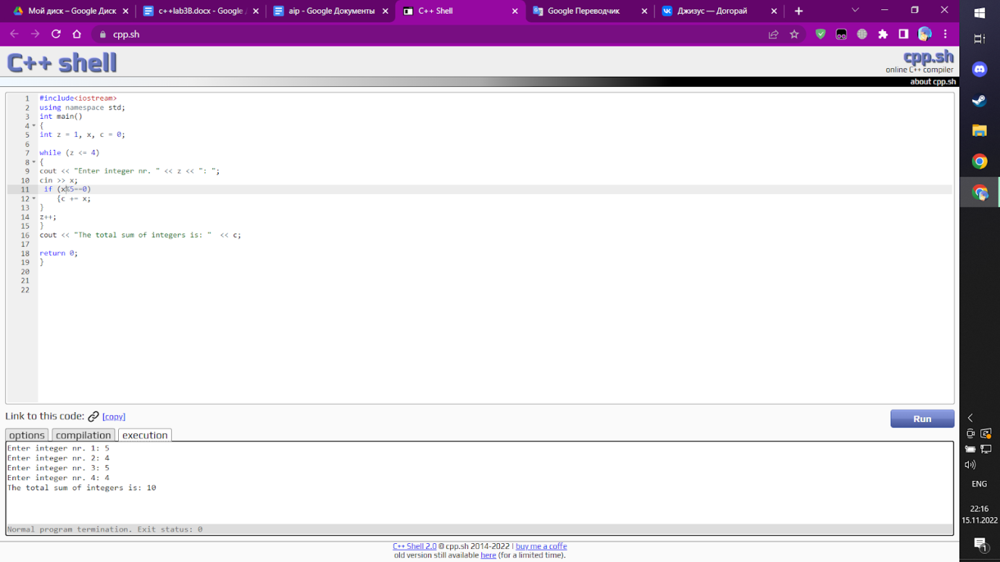 Мой диск – Google Диск
c++lab3B.docx - Google
aip - Google Документы
C++ Shell
Google Переводчик
Джизус — Догорай
cpp.sh
C++ shell
cpp.sh
online C++ compiler
about cpp.sh
1 #include<iostream>
2 using namespace std;
3 int main()
4 {
5 int z = 1, x, c = 0;
6
7 while (z <= 4)
8 {
9 cout << "Enter integer nr. " << z << ": ";
10 cin >> x;
11 if (x%5==0)
12 {c += x;
13 }
14 z++;
15 }
16 cout << "The total sum of integers is: " << c;
17
18 return 0;
19 }
20
21
22
Link to this code: [copy]
Run
options compilation execution
Enter integer nr. 1: 5
Enter integer nr. 2: 4
Enter integer nr. 3: 5
Enter integer nr. 4: 4
The total sum of integers is: 10
Normal program termination. Exit status: 0
C++ Shell 2.0 © cpp.sh 2014-2022 | buy me a coffe
old version still available here (for a limited time).
ENG
22:16
15.11.2022
1